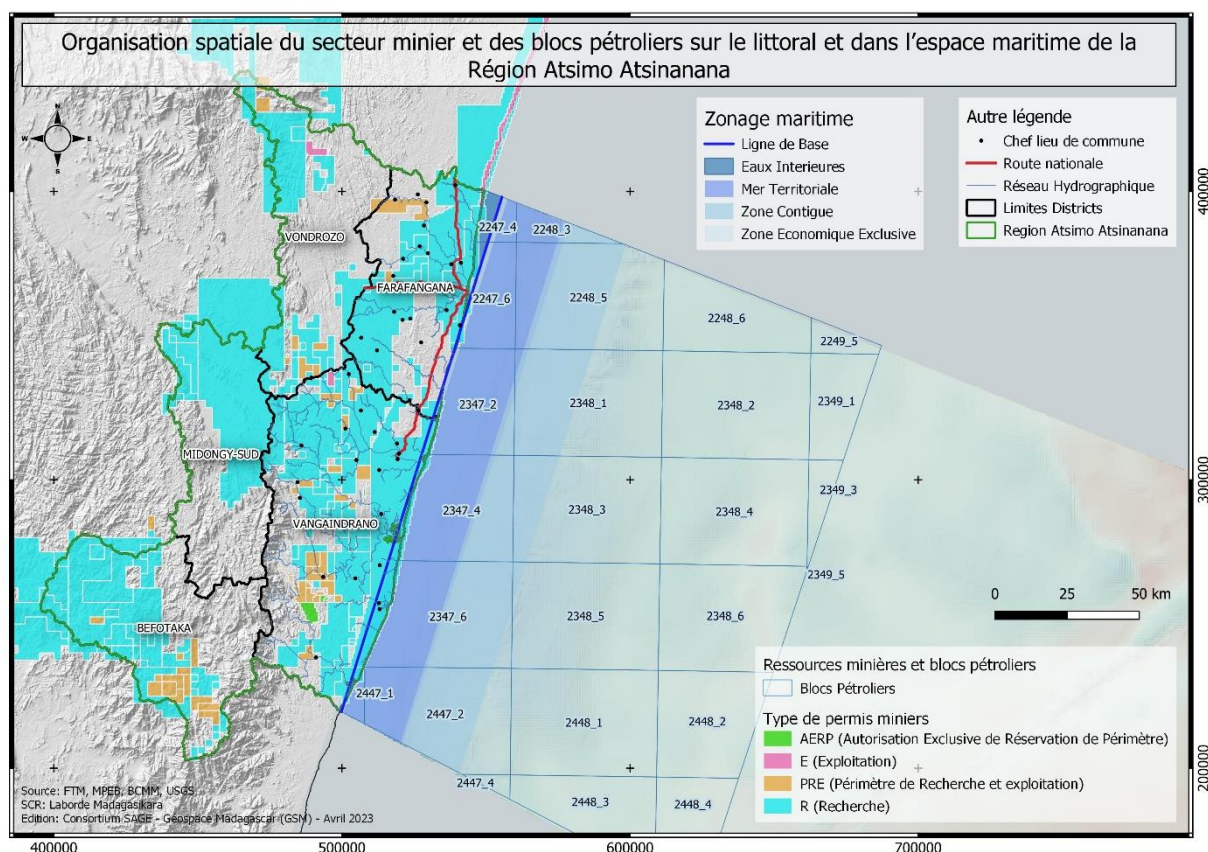 Organisation spatiale du secteur minier et des blocs pétroliers sur le littoral et dans l'espace maritime de la
Région Atsimo Atsinanana
N
W E
S
Zonage maritime
Ligne de Base
Eaux Interieures
Mer Territoriale
Zone Contigue
Zone Economique Exclusive
Autre légende
Chef lieu de commune
Route nationale
Réseau Hydrographique
Limites Districts
Region Atsimo Atsinanana
400000
VONDROZO
2247_4
2248_3
FARAFANGANA
2247_6
2248_5
2248_6
2249_5
2347_2
2348_1
2348_2
2349_1
MIDONGY-SUD
300000
2349_3
VANGAINDRANO
2347_4
2348_3
2348_4
2349_5
0 25 50 km
BEFOTAKA
2347_6
2348_5
2348_6
2447_1
2447_2
2448_1
2448_2
2447_4
2448_3
2448_4
200000
Ressources minières et blocs pétroliers
Blocs Pétroliers
Type de permis miniers
AERP (Autorisation Exclusive de Réservation de Périmètre)
E (Exploitation)
PRE (Périmètre de Recherche et exploitation)
R (Recherche)
Source: FTM, MPEB, BCMM, USGS
SCR: Laborde Madagasikara
Edition: Consortium SAGE - Géospace Madagascar (GSM) - Avril 2023
400000 500000 600000 700000